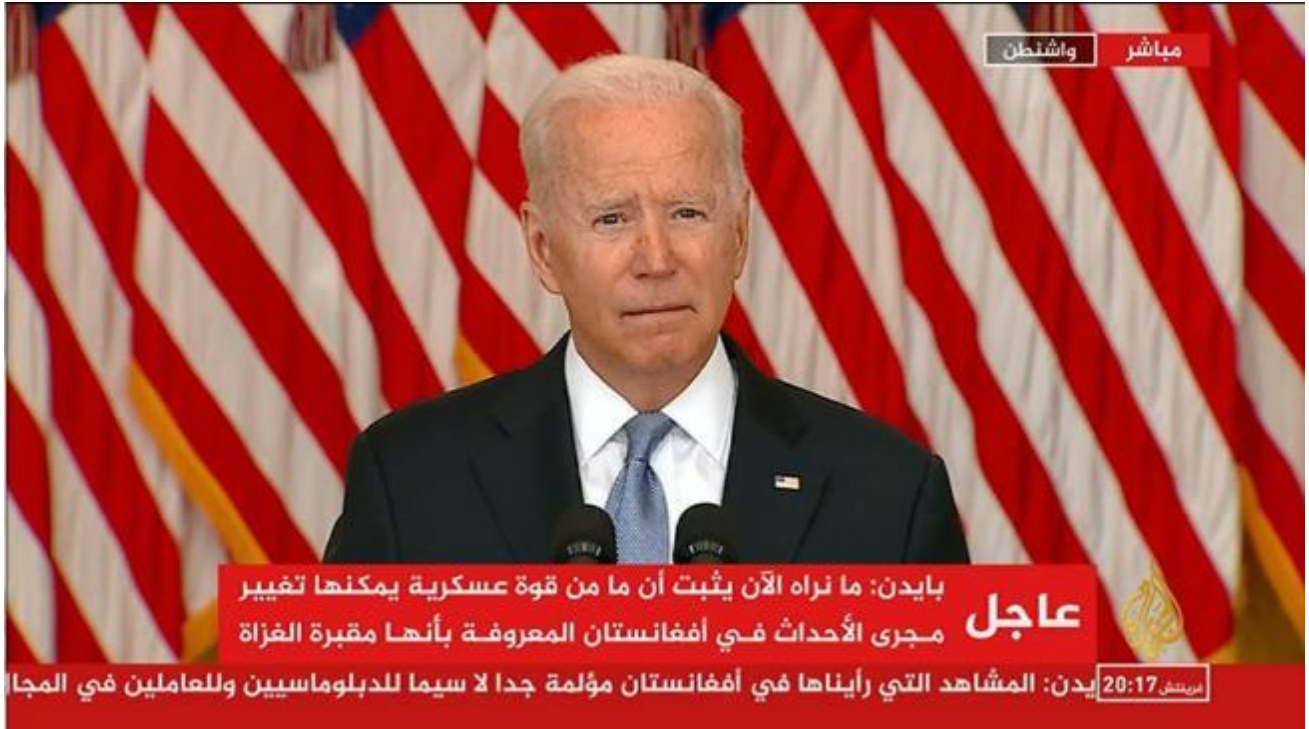 مباشر واشنطن
عاجل
بايدن: ما نراه الآن يثبت أن ما من قوة عسكرية يمكنها تغيير
مجرى الأحداث في أفغانستان المعروفة بأنها مقبرة الغزاة
غرينتش 20:17
يدن: المشاهد التي رأيناها في أفغانستان مؤلمة جدا لا سيما للدبلوماسيين وللعاملين في المجال